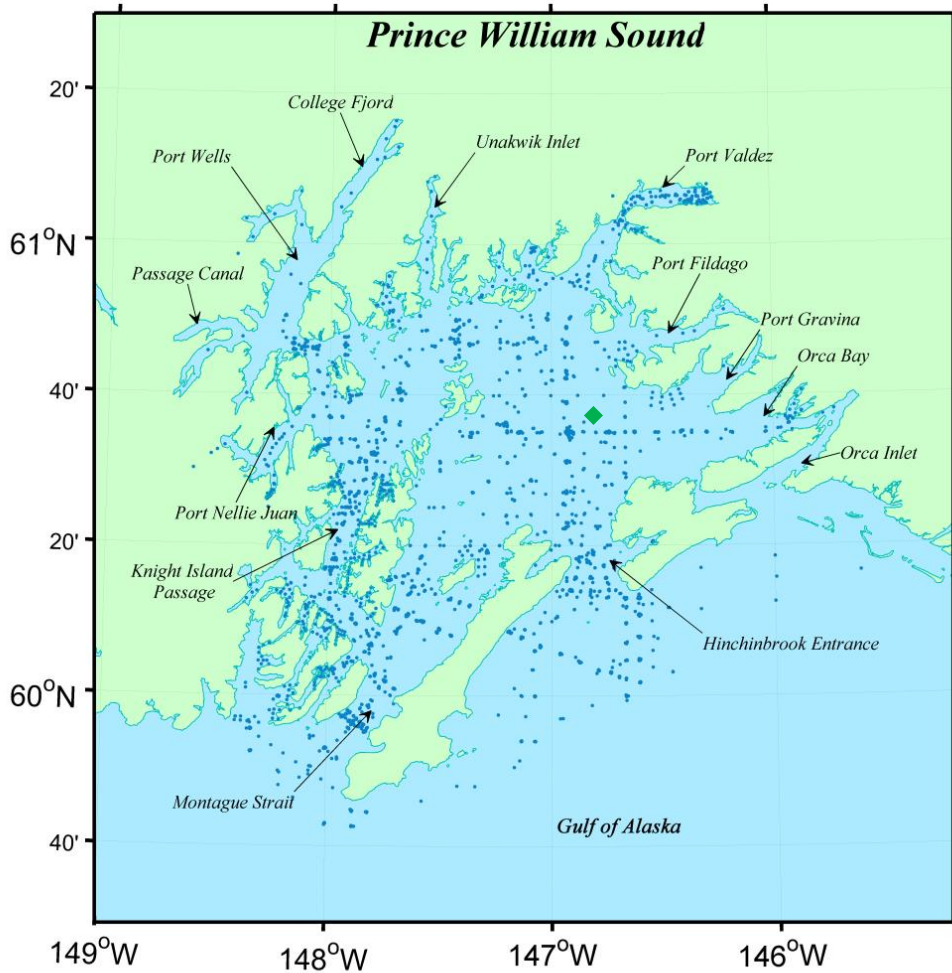 Prince William Sound
20'
College Fjord
Unakwik Inlet
Port Wells
Port Valdez
61°N
Passage Canal
Port Fildago
Port Gravina
Orca Bay
40'
Orca Inlet
Port Nellie Juan
20'
Knight Island
Passage
Hinchinbrook Entrance
60°N
Montague Strait
Gulf of Alaska
40'
149°W
148°W
147°W
146°W